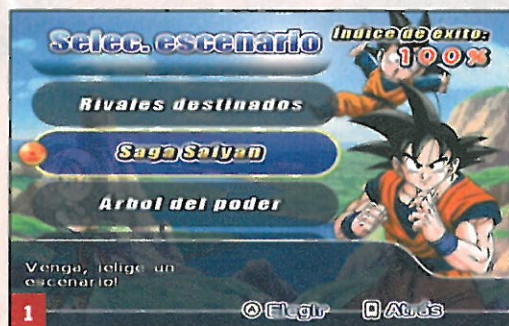 Selec. escenario
Índice de éxito:
100%
Rivales destinados
Saga Saiyan
Arbol del poder
Venga, ¡elige un
escenario!
A Elegir B Atrás
1